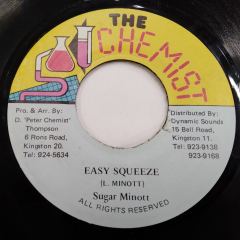 THE
CHEMIST
Pro. & Arr. By:
D. 'Peter Chemist'
Thompson
6 Rons Road,
Kingston 20.
Tel: 924-5634
Distributed By:
Dynamic Sounds
15 Bell Road,
Kingston 11.
Tel: 923-9138
923-9168
EASY SQUEEZE
(L. MINOTT)
Sugar Minott
ALL RIGHTS RESERVED